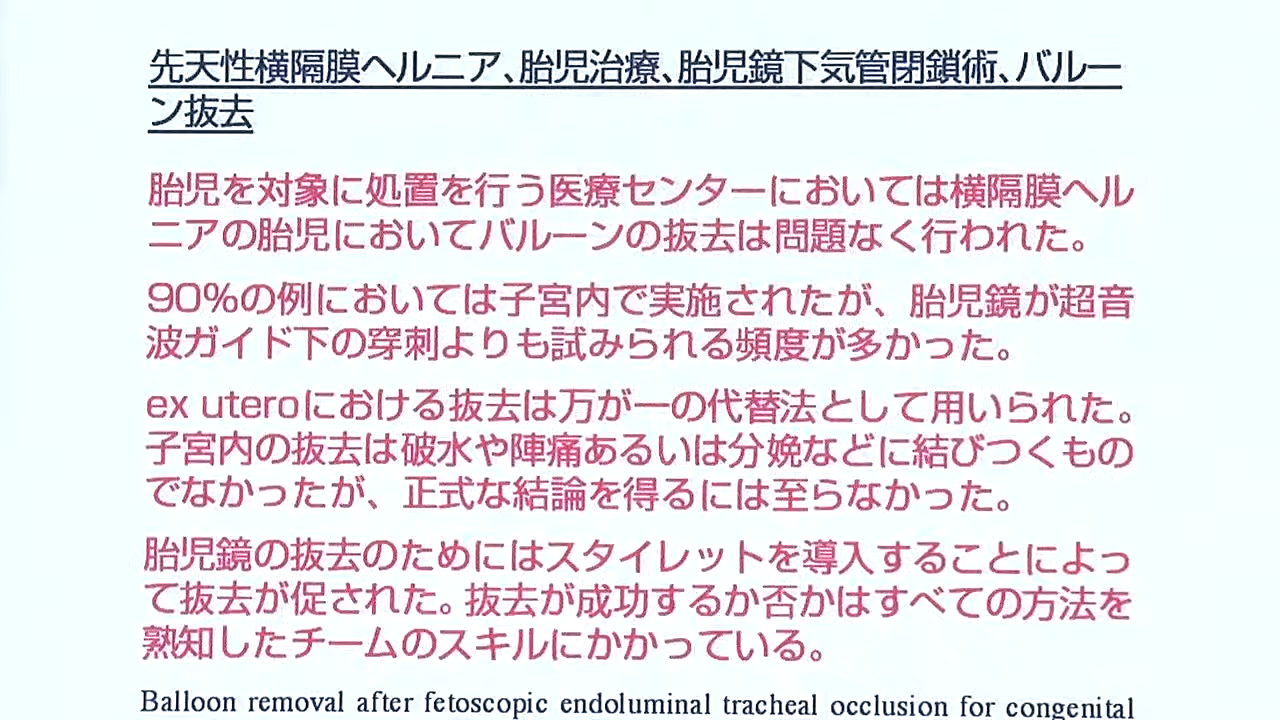 先天性横隔膜ヘルニア、胎児治療、胎児鏡下気管閉鎖術、バルー
ン抜去
胎児を対象に処置を行う医療センターにおいては横隔膜ヘル
ニアの胎児においてバルーンの抜去は問題なく行われた。
90%の例においては子宮内で実施されたが、胎児鏡が超音
波ガイド下の穿刺よりも試みられる頻度が多かった。
ex uteroにおける抜去は万が一の代替法として用いられた。
子宮内の抜去は破水や陣痛あるいは分娩などに結びつくもの
でなかったが、正式な結論を得るには至らなかった。
胎児鏡の抜去のためにはスタイレットを導入することによっ
て抜去が促された。抜去が成功するか否かはすべての方法を
熟知したチームのスキルにかかっている。
Balloon removal after fetoscopic endoluminal tracheal occlusion for congenital